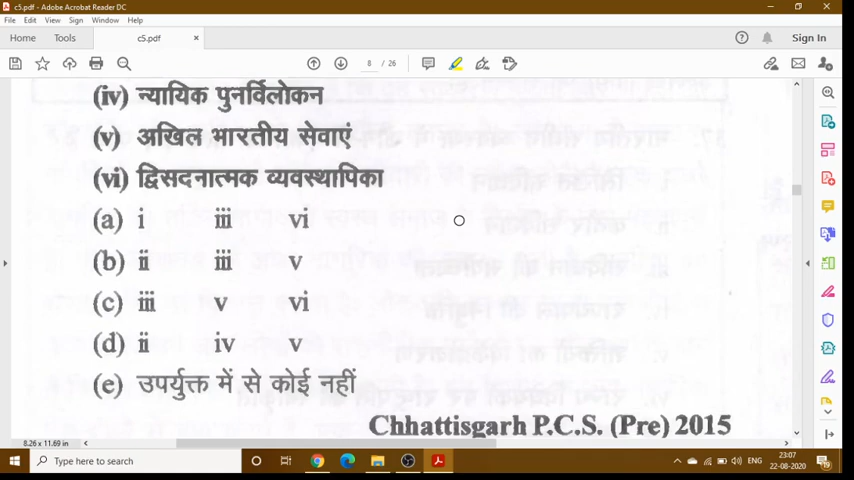 c5.pdf - Adobe Acrobat Reader DC
File Edit View Sign Window Help
Home Tools c5.pdf × Sign In
8 / 26
(iv) न्यायिक पुनर्विलोकन
(v) अखिल भारतीय सेवाएं
(vi) द्विसदनात्मक व्यवस्थापिका
(a) i iii vi
(b) ii iii v
(c) iii v vi
(d) ii iv v
(e) उपर्युक्त में से कोई नहीं
Chhattisgarh P.C.S. (Pre) 2015
8.26 x 11.69 in
Type here to search
ENG
23:07
22-08-2020